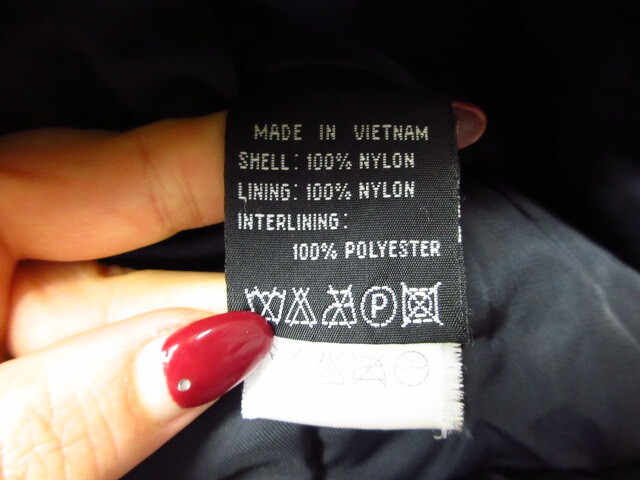 MADE IN VIETNAM
SHELL: 100% NYLON
LINING: 100% NYLON
INTERLINING:
100% POLYESTER
P